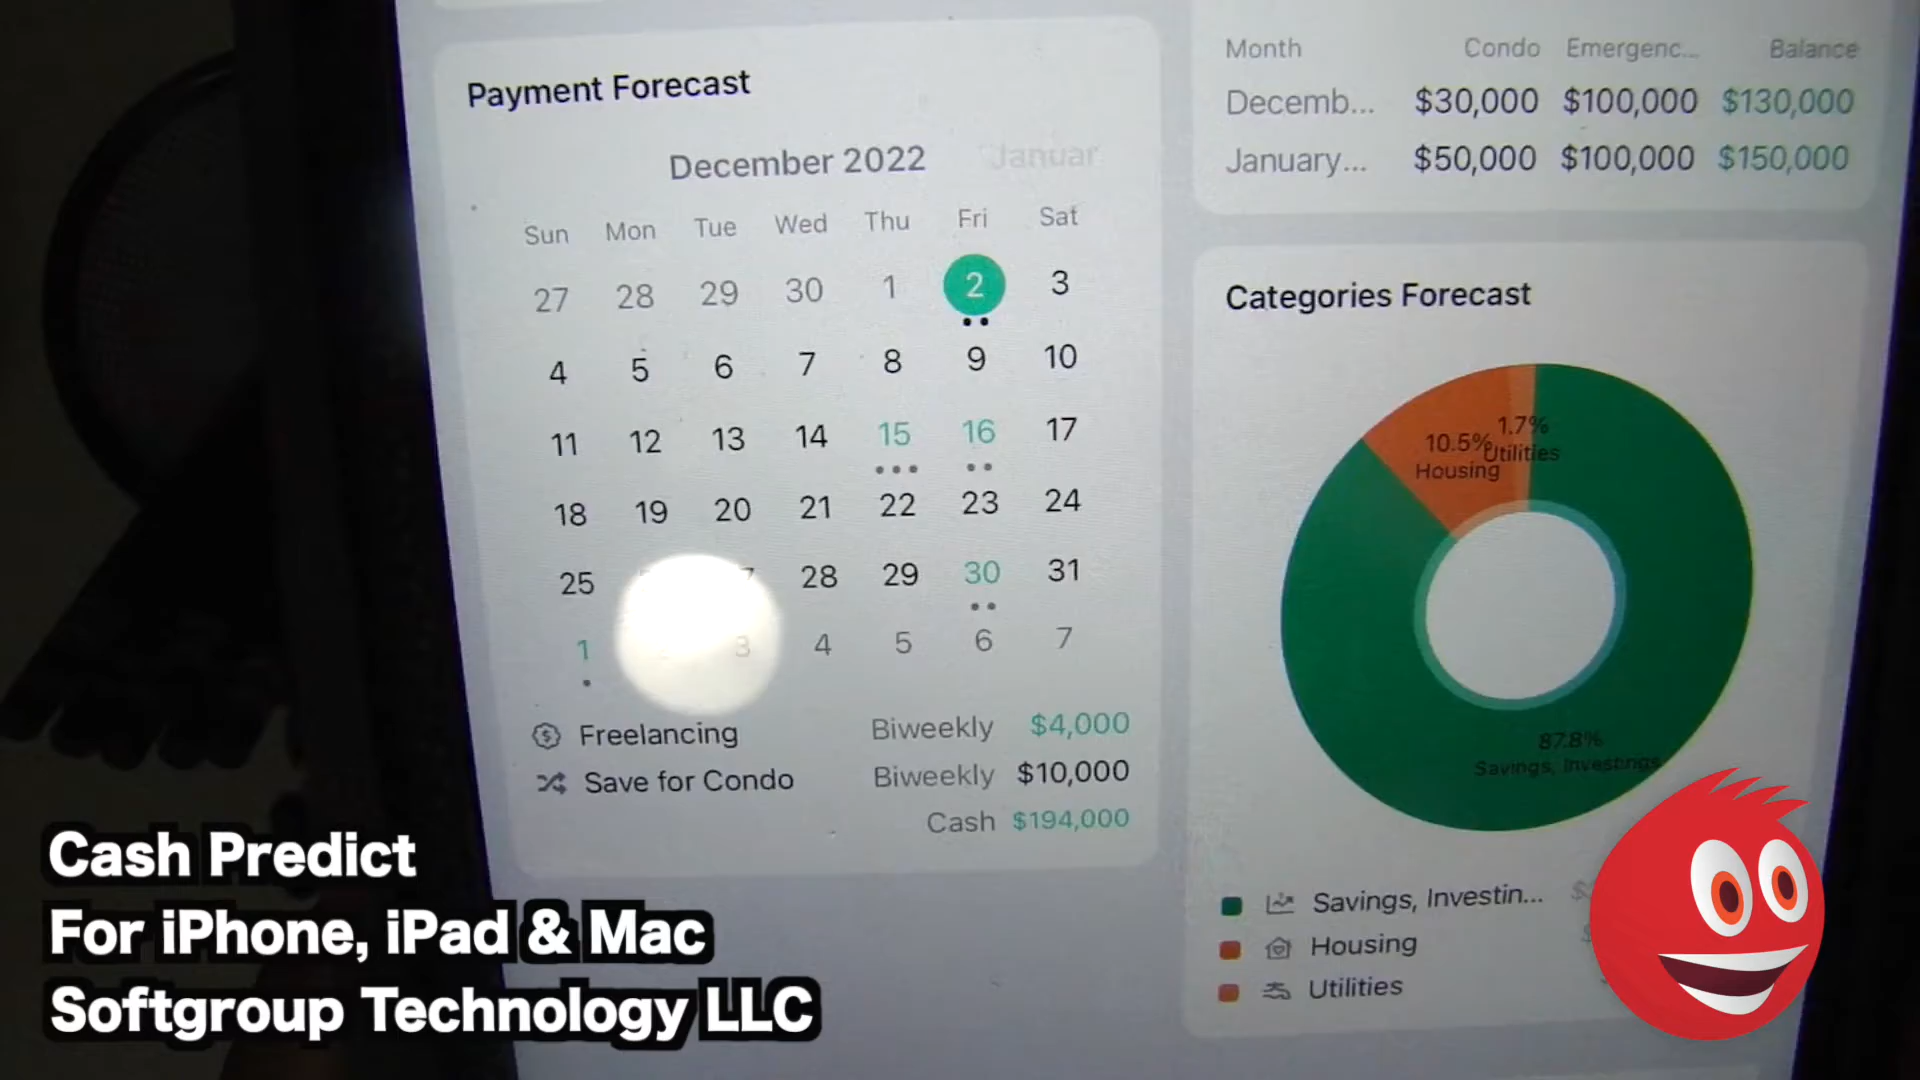 Payment Forecast
December 2022 Januar
Sun Mon Tue Wed Thu Fri Sat
27 28 29 30 1 2 3
4 5 6 7 8 9 10
11 12 13 14 15 16 17
18 19 20 21 22 23 24
25 28 29 30 31
1 3 4 5 6 7
Freelancing Biweekly $4,000
Save for Condo Biweekly $10,000
Cash $194,000
Month Condo Emergenc... Balance
Decemb... $30,000 $100,000 $130,000
January... $50,000 $100,000 $150,000
Categories Forecast
1.7%
Utilities
10.5%
Housing
87.8%
Savings, Investings
Savings, Investin...
Housing
Utilities
Cash Predict
For iPhone, iPad & Mac
Softgroup Technology LLC